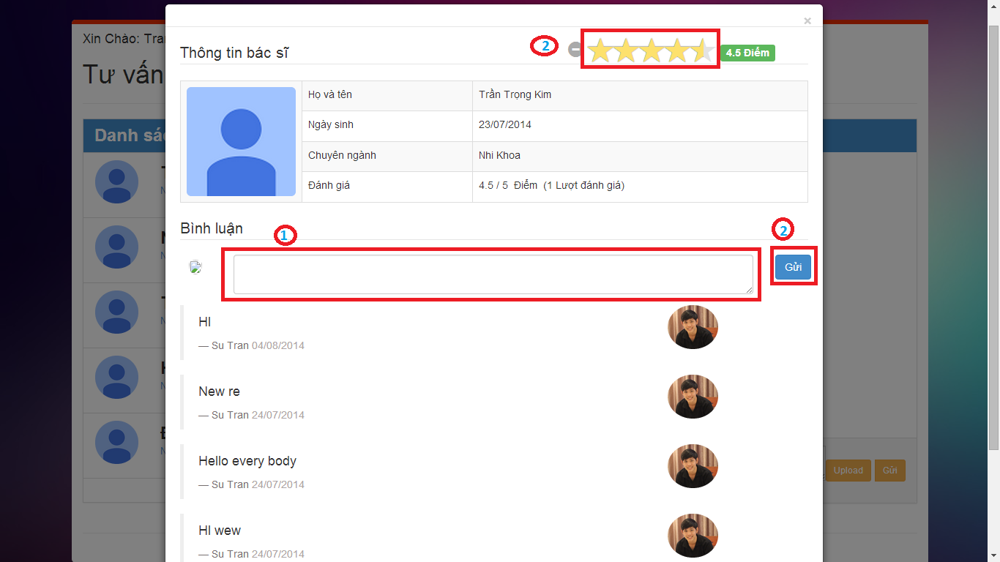 ×
Xin Chào: Tran
Thông tin bác sĩ
2
4.5 Điểm
Tư vấn
Họ và tên Trần Trọng Kim
Ngày sinh 23/07/2014
Danh sác
Chuyên ngành Nhi Khoa
Đánh giá 4.5 / 5 Điểm (1 Lượt đánh giá)
Bình luận
1
2
Gửi
HI
— Su Tran 04/08/2014
New re
— Su Tran 24/07/2014
Hello every body
— Su Tran 24/07/2014
Upload Gửi
HI wew
— Su Tran 24/07/2014